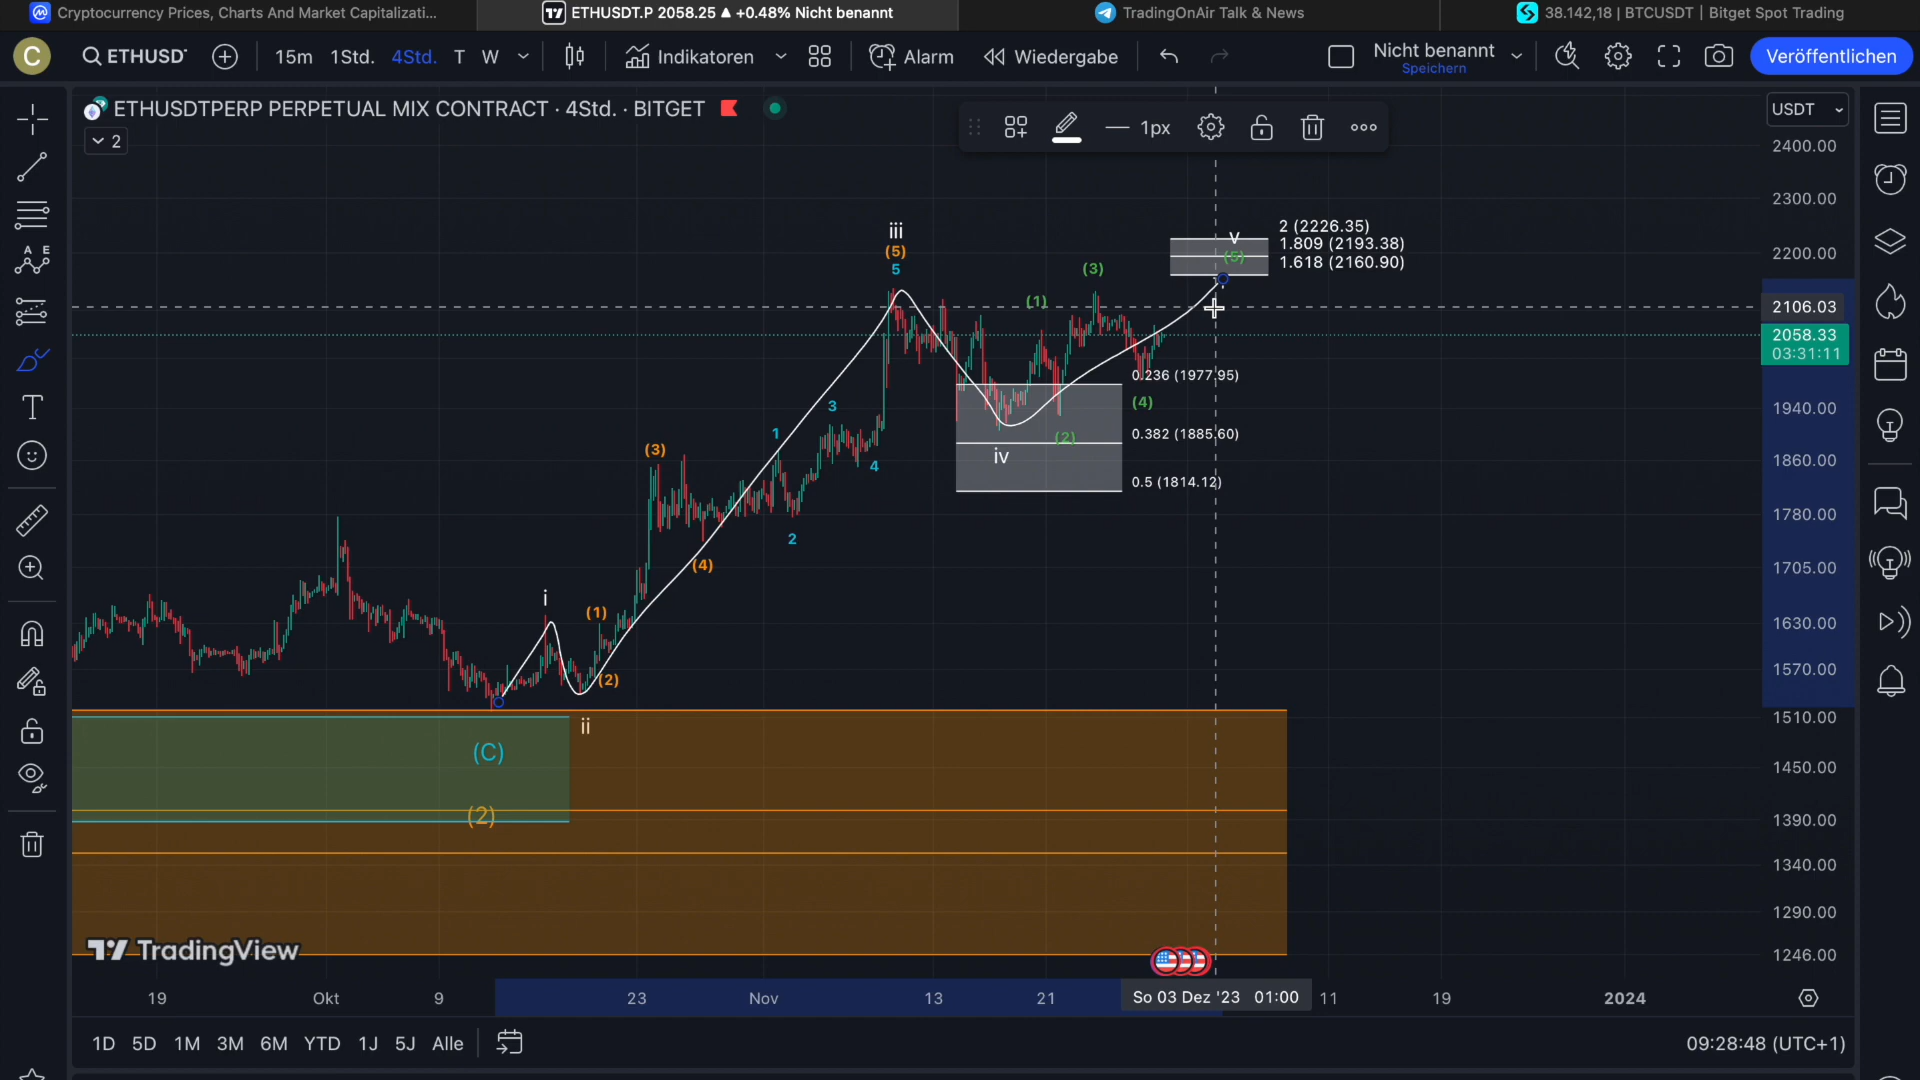 Cryptocurrency Prices, Charts And Market Capitalizati...
ETHUSDT.P 2058.25 ▲ +0.48% Nicht benannt
TradingOnAir Talk & News
38.142,18 | BTCUSDT | Bitget Spot Trading
C
ETHUSDT
15m
1Std.
4Std.
T
W
Indikatoren
Alarm
Wiedergabe
Nicht benannt
Speichern
Veröffentlichen
ETHUSDTPERP PERPETUAL MIX CONTRACT · 4Std. · BITGET
2
1px
USDT
2400.00
2300.00
2200.00
2106.03
2058.33
03:31:11
1940.00
1860.00
1780.00
1705.00
1630.00
1570.00
1510.00
1450.00
1390.00
1340.00
1290.00
1246.00
iii
(5)
5
v
(5)
2 (2226.35)
1.809 (2193.38)
1.618 (2160.90)
(3)
(1)
0.236 (1977.95)
(4)
0.382 (1885.60)
(2)
iv
0.5 (1814.12)
3
1
4
2
(3)
(4)
i
(1)
(2)
ii
(C)
(2)
TradingView
19
Okt
9
23
Nov
13
21
So 03 Dez '23 01:00
11
19
2024
1D
5D
1M
3M
6M
YTD
1J
5J
Alle
09:28:48 (UTC+1)